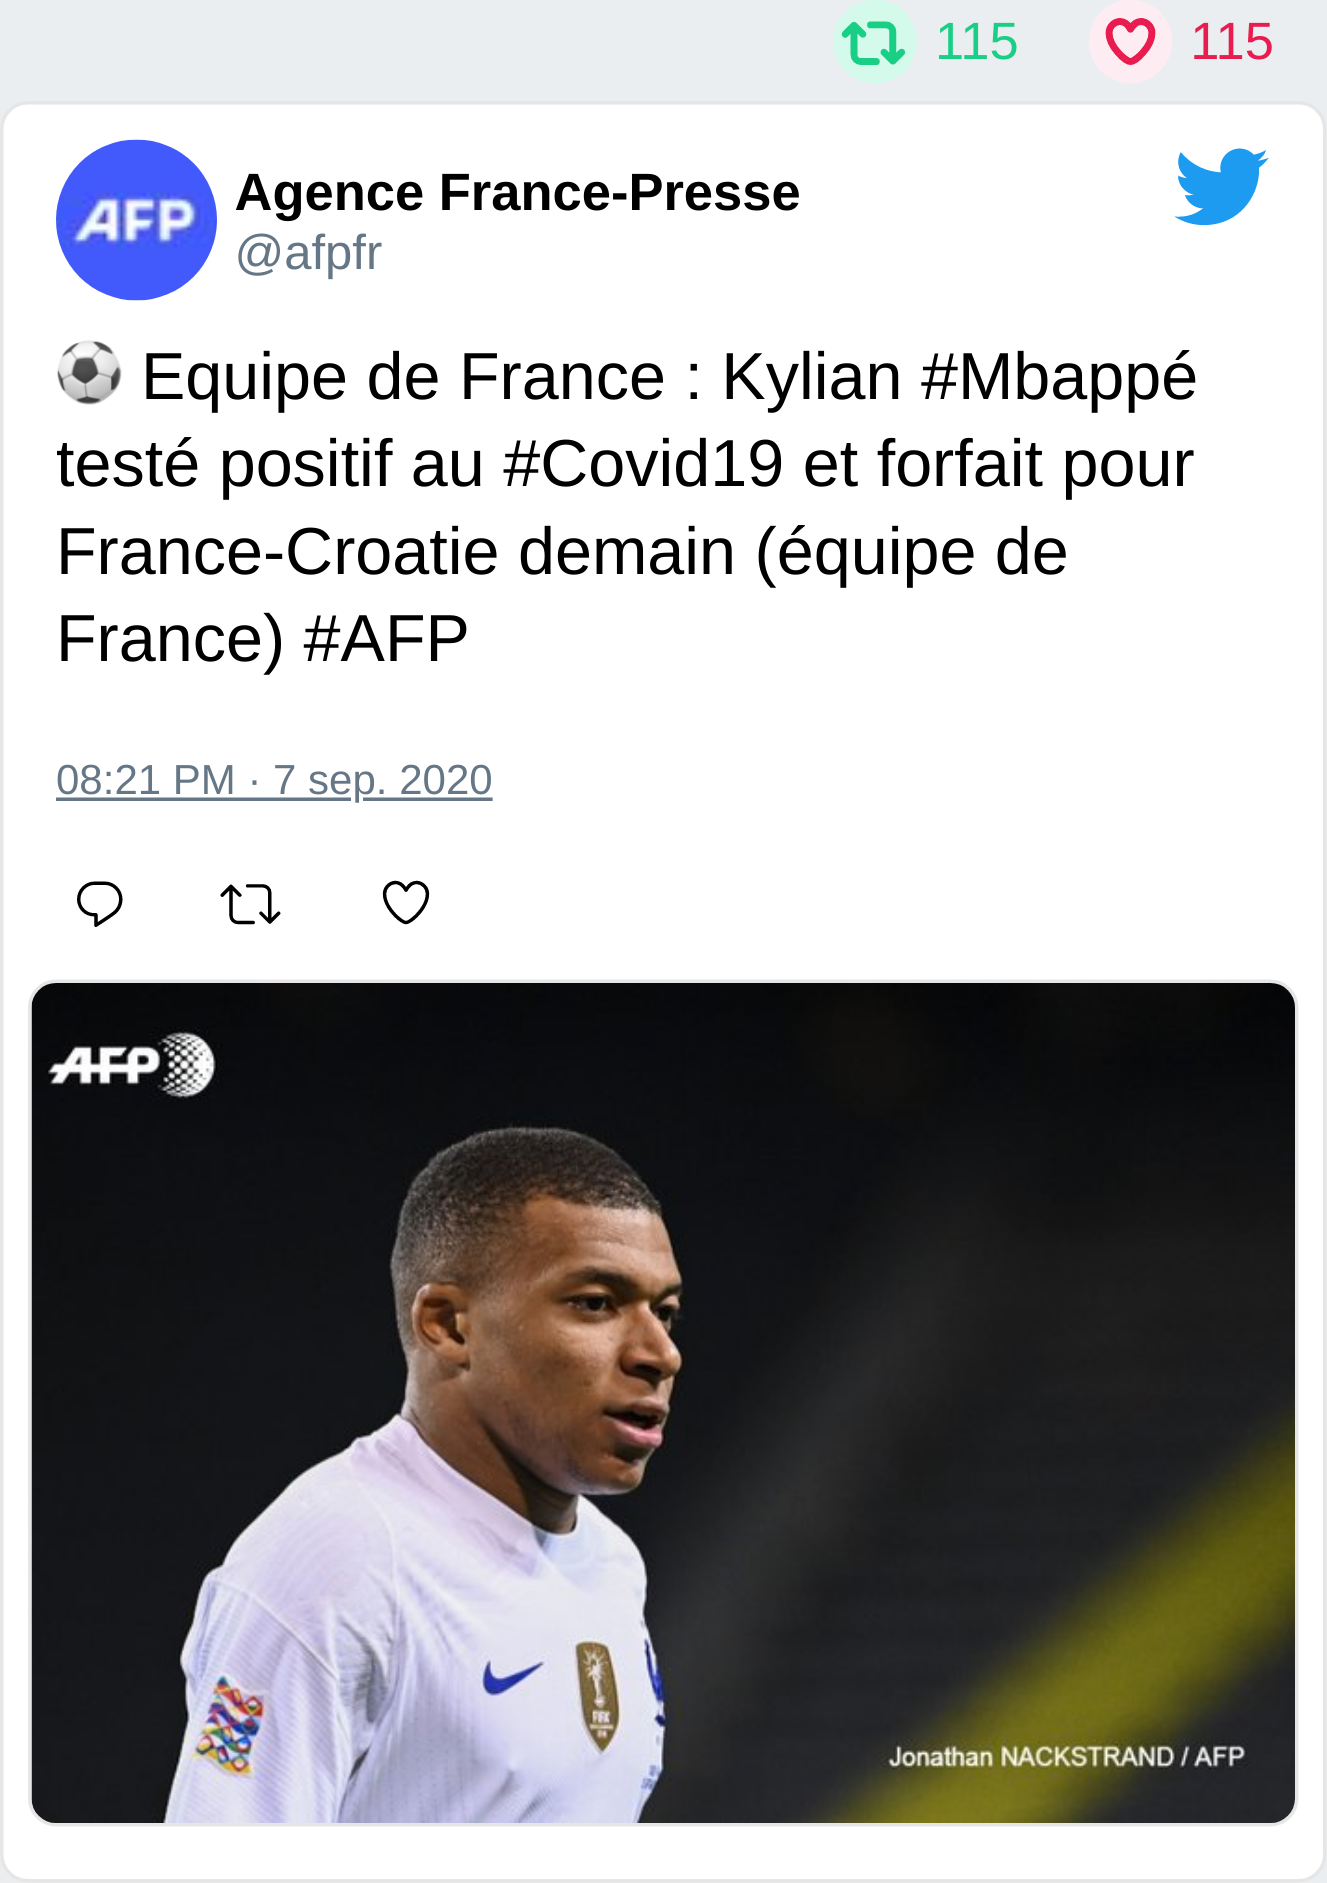 115 115
AFP
Agence France-Presse
@afpfr
Equipe de France : Kylian #Mbappé
testé positif au #Covid19 et forfait pour
France-Croatie demain (équipe de
France) #AFP
08:21 PM · 7 sep. 2020
AFP
FIFA
Jonathan NACKSTRAND / AFP